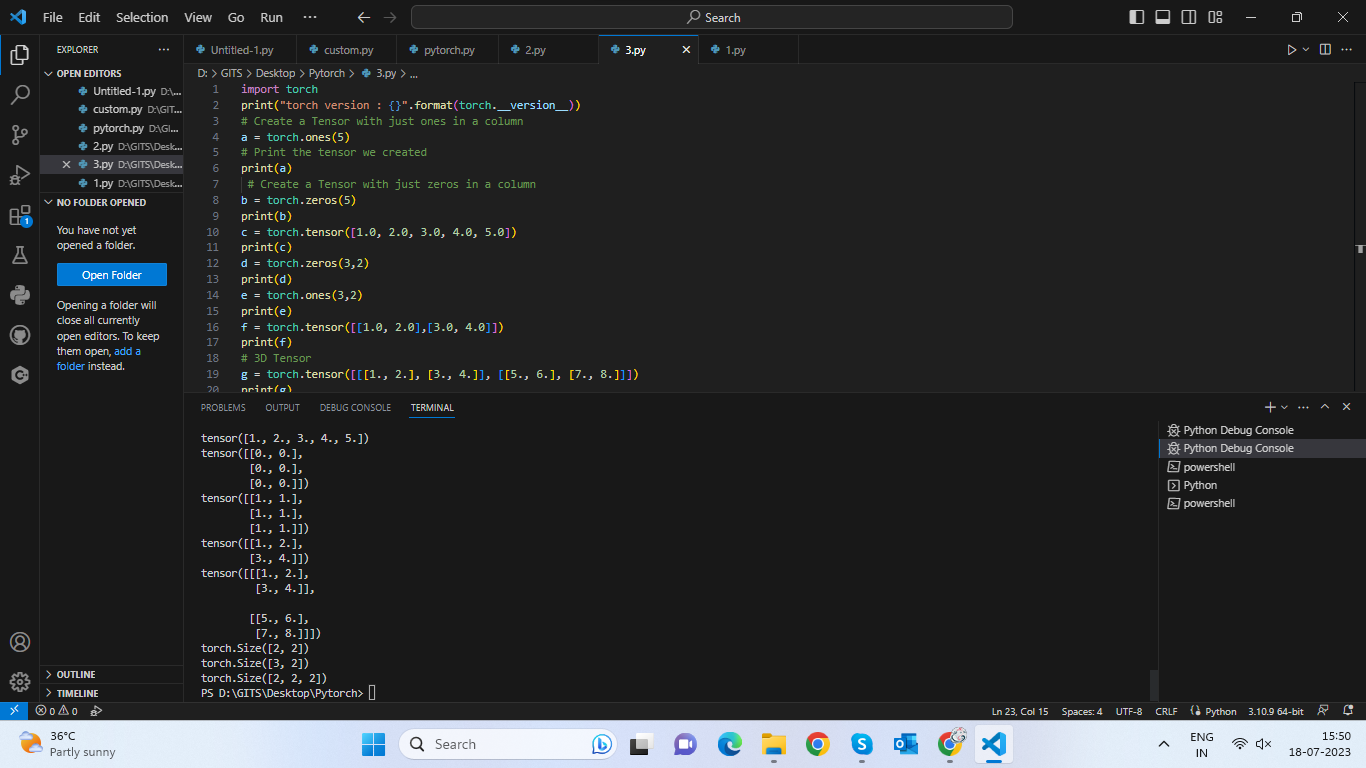 File Edit Selection View Go Run ··· Search
EXPLORER ···
OPEN EDITORS
Untitled-1.py D:\...
custom.py D:\GIT...
pytorch.py D:\GI...
2.py D:\GITS\Desk...
3.py D:\GITS\Desk...
1.py D:\GITS\Desk...
NO FOLDER OPENED
You have not yet
opened a folder.
Open Folder
Opening a folder will
close all currently
open editors. To keep
them open, add a
folder instead.
OUTLINE
TIMELINE
1
Untitled-1.py custom.py pytorch.py 2.py 3.py 1.py
D: > GITS > Desktop > Pytorch > 3.py > ...
1 import torch
2 print("torch version : {}".format(torch.__version__))
3 # Create a Tensor with just ones in a column
4 a = torch.ones(5)
5 # Print the tensor we created
6 print(a)
7 # Create a Tensor with just zeros in a column
8 b = torch.zeros(5)
9 print(b)
10 c = torch.tensor([1.0, 2.0, 3.0, 4.0, 5.0])
11 print(c)
12 d = torch.zeros(3,2)
13 print(d)
14 e = torch.ones(3,2)
15 print(e)
16 f = torch.tensor([[1.0, 2.0],[3.0, 4.0]])
17 print(f)
18 # 3D Tensor
19 g = torch.tensor([[[1., 2.], [3., 4.]], [[5., 6.], [7., 8.]]])
20 print(g)
PROBLEMS OUTPUT DEBUG CONSOLE TERMINAL
tensor([1., 2., 3., 4., 5.])
tensor([[0., 0.],
[0., 0.],
[0., 0.]])
tensor([[1., 1.],
[1., 1.],
[1., 1.]])
tensor([[1., 2.],
[3., 4.]])
tensor([[[1., 2.],
[3., 4.]],
[[5., 6.],
[7., 8.]]])
torch.Size([2, 2])
torch.Size([3, 2])
torch.Size([2, 2, 2])
PS D:\GITS\Desktop\Pytorch>
Python Debug Console
Python Debug Console
powershell
Python
powershell
0 0 Ln 23, Col 15 Spaces: 4 UTF-8 CRLF Python 3.10.9 64-bit
36°C
Partly sunny
Search
ENG
IN
15:50
18-07-2023